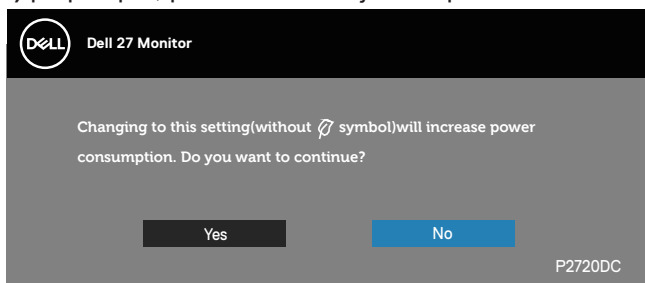 DELL
Dell 27 Monitor
Changing to this setting(without symbol)will increase power
consumption. Do you want to continue?
Yes
No
P2720DC